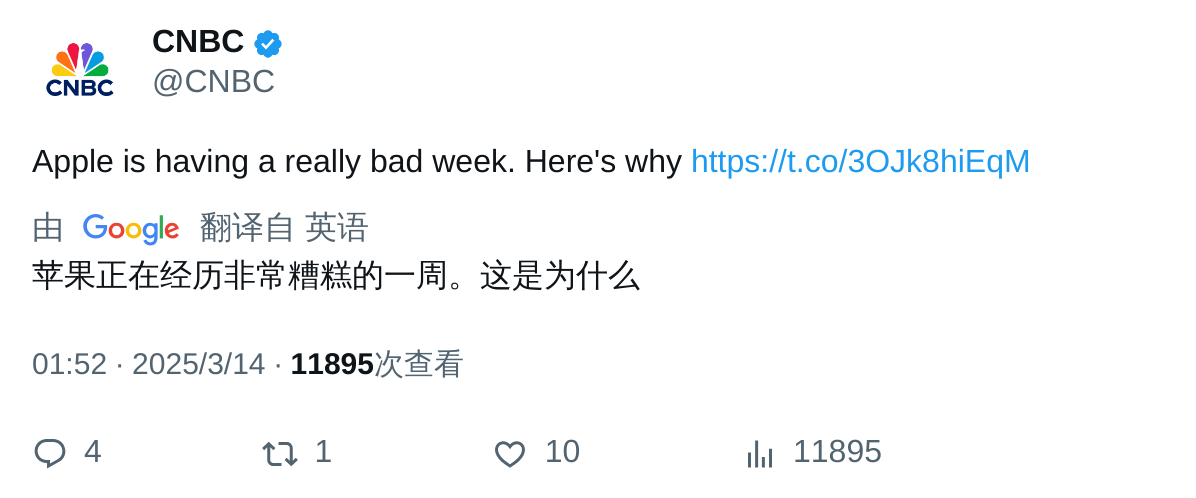 CNBC
CNBC
@CNBC
Apple is having a really bad week. Here's why https://t.co/3OJk8hiEqM
由 Google 翻译自 英语
苹果正在经历非常糟糕的一周。这是为什么
01:52 · 2025/3/14 · 11895次查看
4 1 10 11895